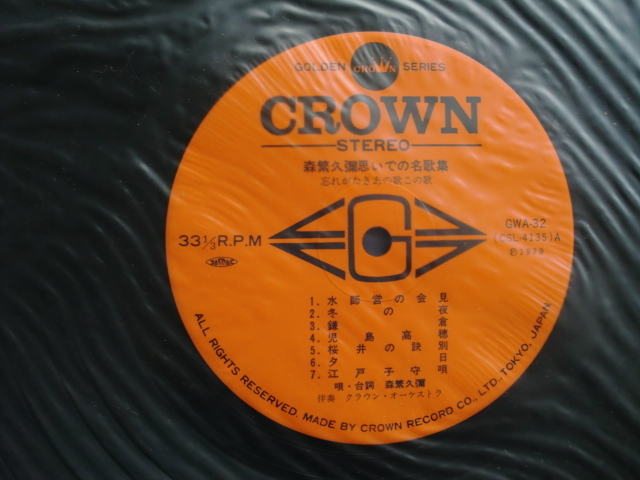 GOLDEN CROWN SERIES
CROWN
STEREO
森繁久彌思いでの名歌集
忘れがたきあの歌この歌
33⅓R.P.M
G
GWA-32
(CSL-4135)A
Ⓟ1979
1. 水師営の会見
2. 冬の夜
3. 鎌倉
4. 児島高穂
5. 桜井の訣別
6. 夕日
7. 江戸子守唄
唄・台詞 森繁久彌
伴奏 クラウン・オーケストラ
ALL RIGHTS RESERVED. MADE BY CROWN RECORD CO., LTD., TOKYO, JAPAN